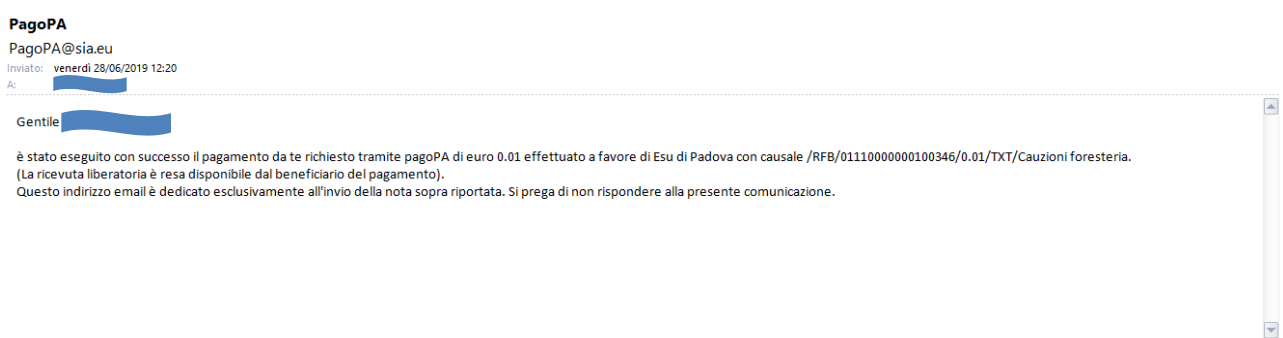 PagoPA
PagoPA@sia.eu
Inviato: venerdì 28/06/2019 12:20
A:
Gentile
è stato eseguito con successo il pagamento da te richiesto tramite pagoPA di euro 0.01 effettuato a favore di Esu di Padova con causale /RFB/01110000000100346/0.01/TXT/Cauzioni foresteria.
(La ricevuta liberatoria è resa disponibile dal beneficiario del pagamento).
Questo indirizzo email è dedicato esclusivamente all'invio della nota sopra riportata. Si prega di non rispondere alla presente comunicazione.